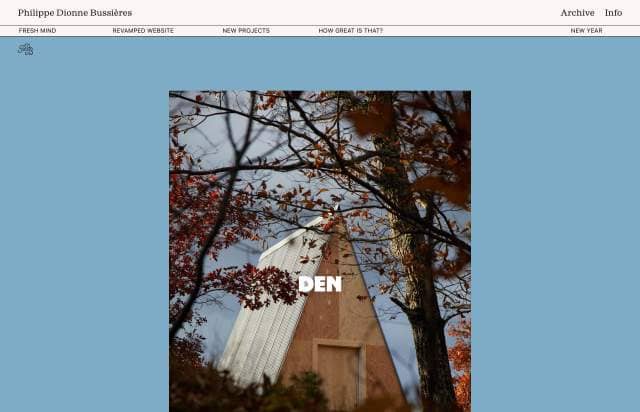 Philippe Dionne Bussières
Archive
Info
FRESH MIND
REVAMPED WEBSITE
NEW PROJECTS
HOW GREAT IS THAT?
NEW YEAR
DEN